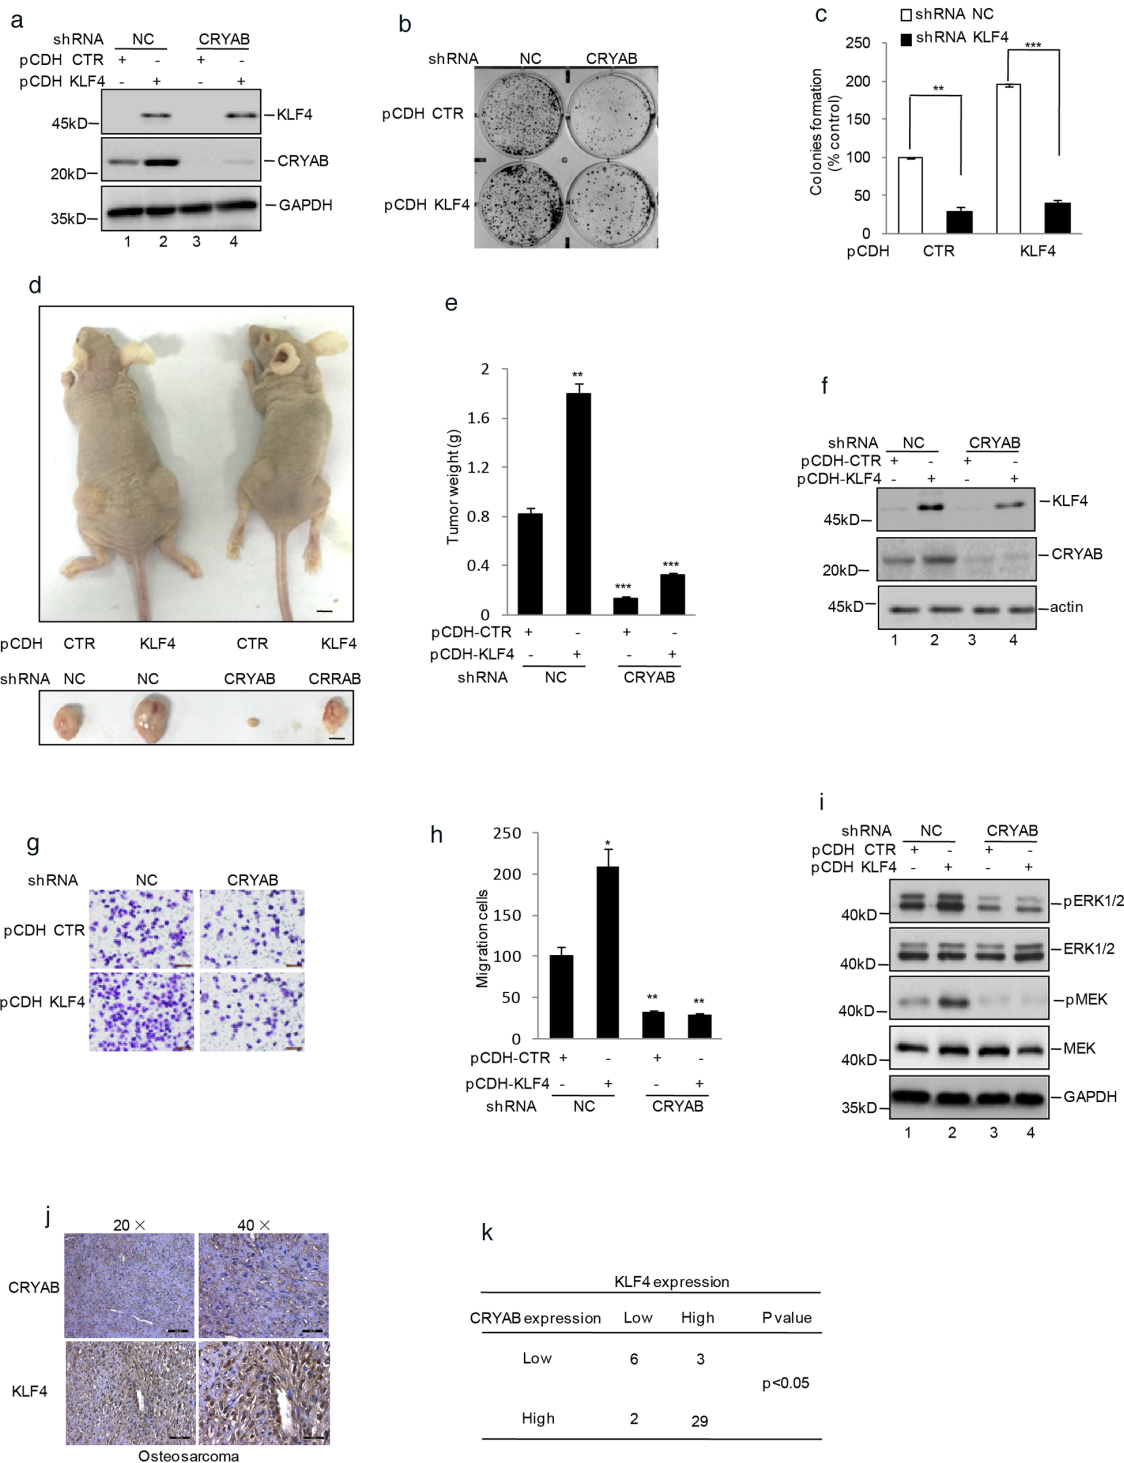 a
shRNA NC CRYAB
pCDH CTR + - + -
pCDH KLF4 - + - +
KLF4
45kD
CRYAB
20kD
GAPDH
35kD
1 2 3 4
b
shRNA NC CRYAB
pCDH CTR
pCDH KLF4
c
shRNA NC
shRNA KLF4
Colonies formation
(% control)
250
200
150
100
50
0
**
***
pCDH CTR KLF4
d
pCDH CTR KLF4 CTR KLF4
shRNA NC NC CRYAB CRRAB
e
Tumor weight (g)
2
1.6
1.2
0.8
0.4
0
**
***
***
pCDH-CTR + - + -
pCDH-KLF4 - + - +
shRNA NC CRYAB
f
shRNA NC CRYAB
pCDH-CTR + - + -
pCDH-KLF4 - + - +
KLF4
45kD
CRYAB
20kD
45kD
actin
1 2 3 4
g
shRNA NC CRYAB
pCDH CTR
pCDH KLF4
h
Migration cells
250
200
150
100
50
0
*
**
**
pCDH-CTR + - + -
pCDH-KLF4 - + - +
shRNA NC CRYAB
i
shRNA NC CRYAB
pCDH CTR + - + -
pCDH KLF4 - + - +
pERK1/2
40kD
ERK1/2
40kD
pMEK
40kD
MEK
40kD
GAPDH
35kD
1 2 3 4
j
20 × 40 ×
CRYAB
KLF4
Osteosarcoma
k
KLF4 expression
CRYAB expression Low High P value
Low 6 3
p<0.05
High 2 29